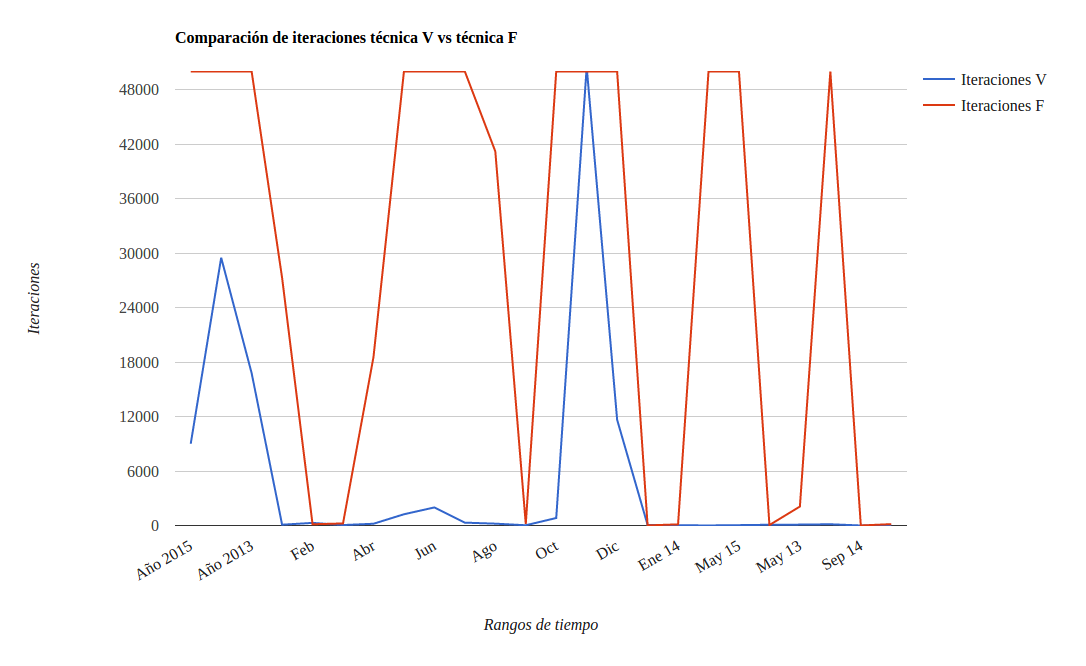 Comparación de iteraciones técnica V vs técnica F
Iteraciones V
Iteraciones F
48000
42000
36000
30000
24000
18000
12000
6000
0
Iteraciones
Año 2015
Año 2013
Feb
Abr
Jun
Ago
Oct
Dic
Ene 14
May 15
May 13
Sep 14
Rangos de tiempo